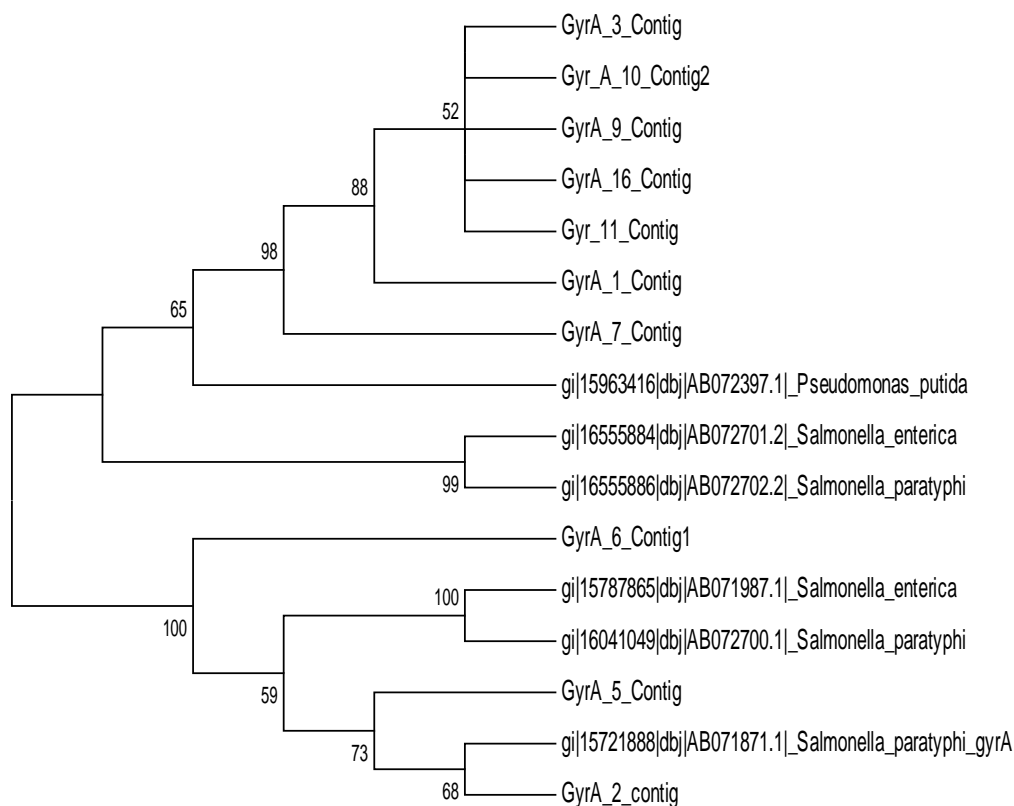 GyrA_3_Contig
Gyr_A_10_Contig2
52
GyrA_9_Contig
GyrA_16_Contig
88
Gyr_11_Contig
98
GyrA_1_Contig
65
GyrA_7_Contig
gi|15963416|dbj|AB072397.1|_Pseudomonas_putida
gi|16555884|dbj|AB072701.2|_Salmonella_enterica
99
gi|16555886|dbj|AB072702.2|_Salmonella_paratyphi
GyrA_6_Contig1
100
gi|15787865|dbj|AB071987.1|_Salmonella_enterica
100
gi|16041049|dbj|AB072700.1|_Salmonella_paratyphi
59
GyrA_5_Contig
73
gi|15721888|dbj|AB071871.1|_Salmonella_paratyphi_gyrA
68
GyrA_2_contig